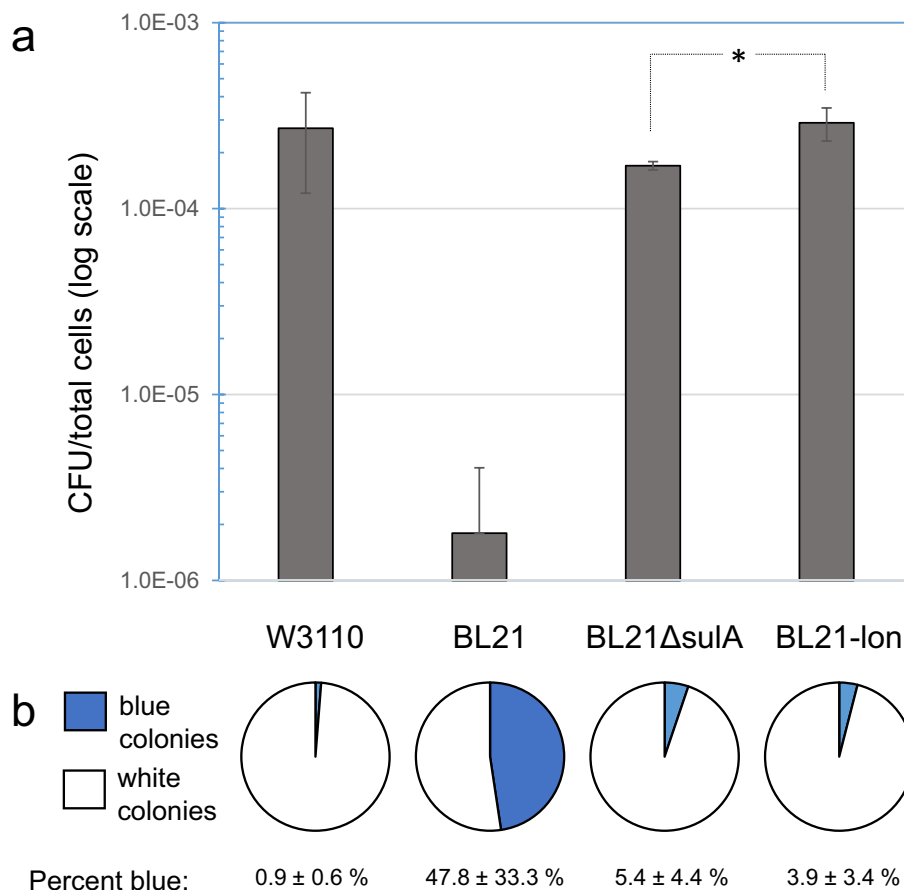 a
1.0E-03
*
1.0E-04
1.0E-05
1.0E-06
CFU/total cells (log scale)
W3110 BL21 BL21ΔsulA BL21-lon
b
blue
colonies
white
colonies
Percent blue: 0.9 ± 0.6 % 47.8 ± 33.3 % 5.4 ± 4.4 % 3.9 ± 3.4 %